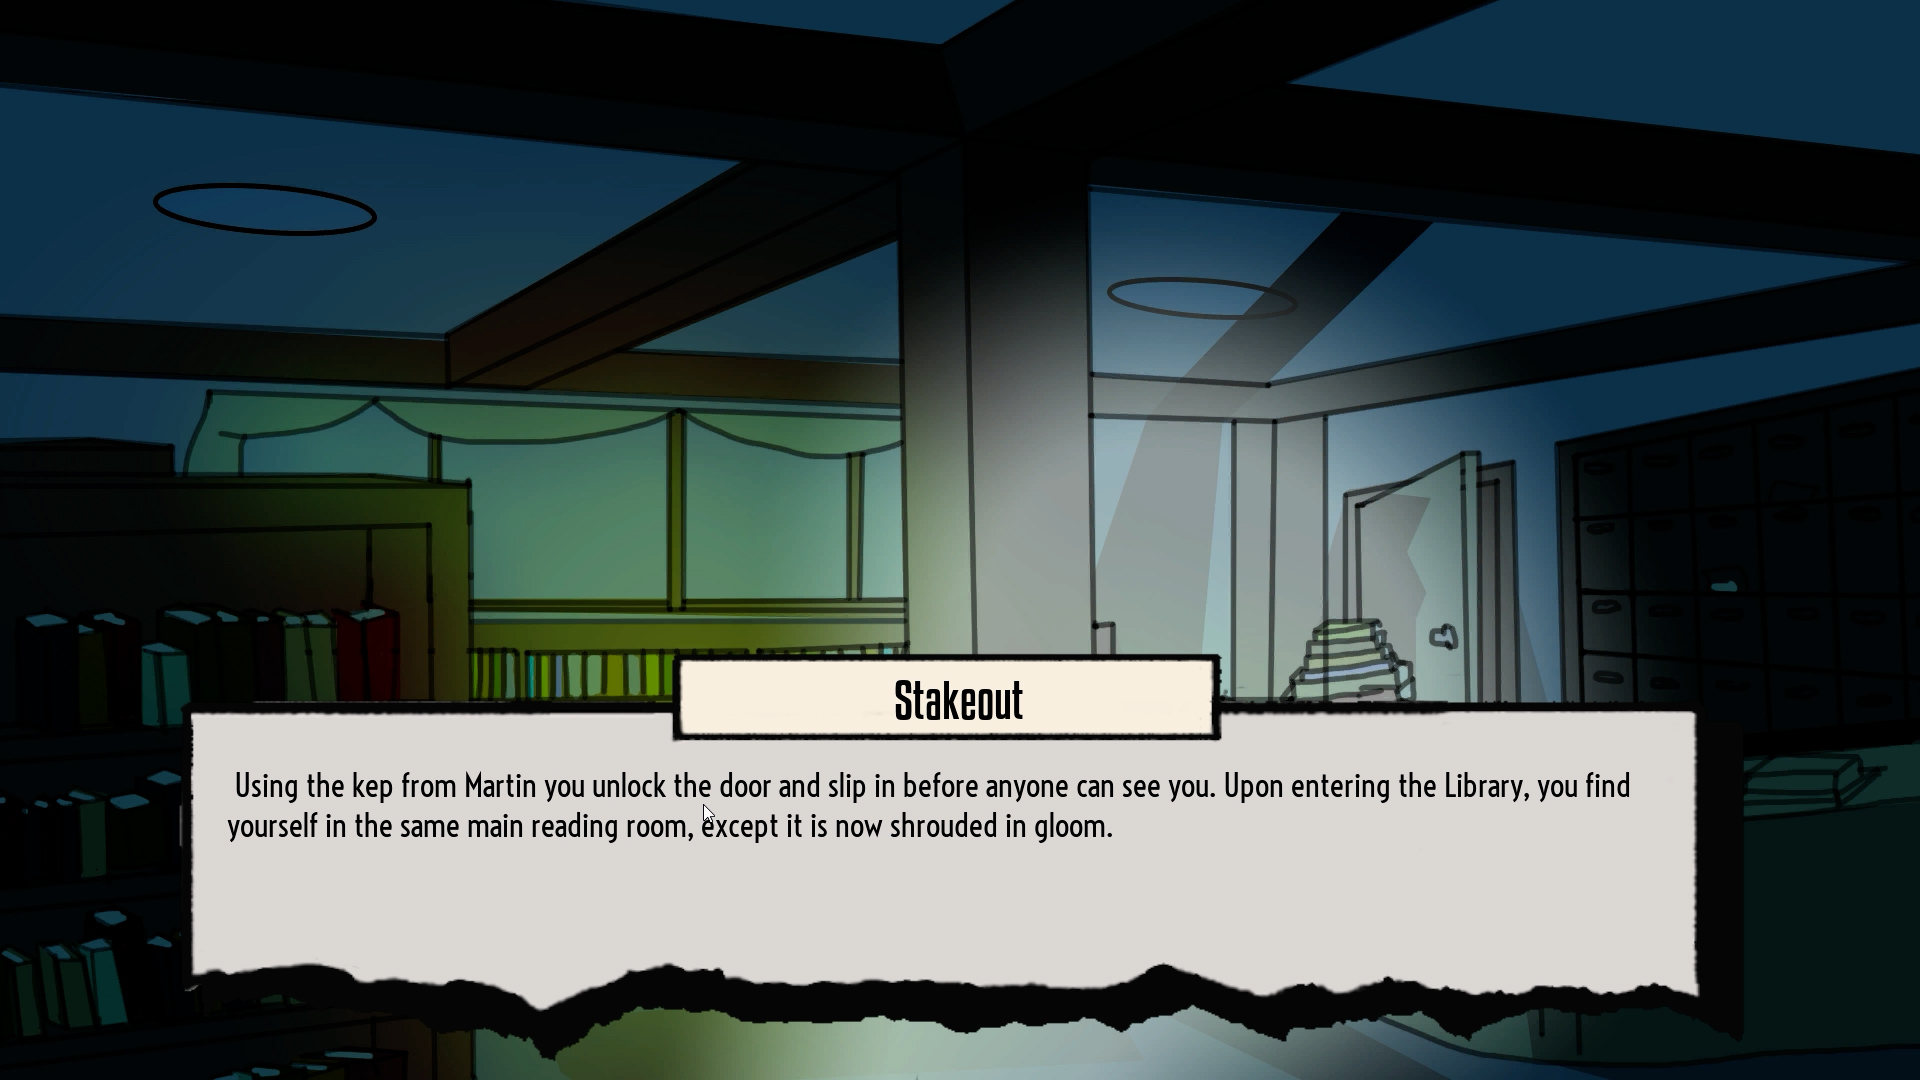 Stakeout
Using the kep from Martin you unlock the door and slip in before anyone can see you. Upon entering the Library, you find
yourself in the same main reading room, except it is now shrouded in gloom.